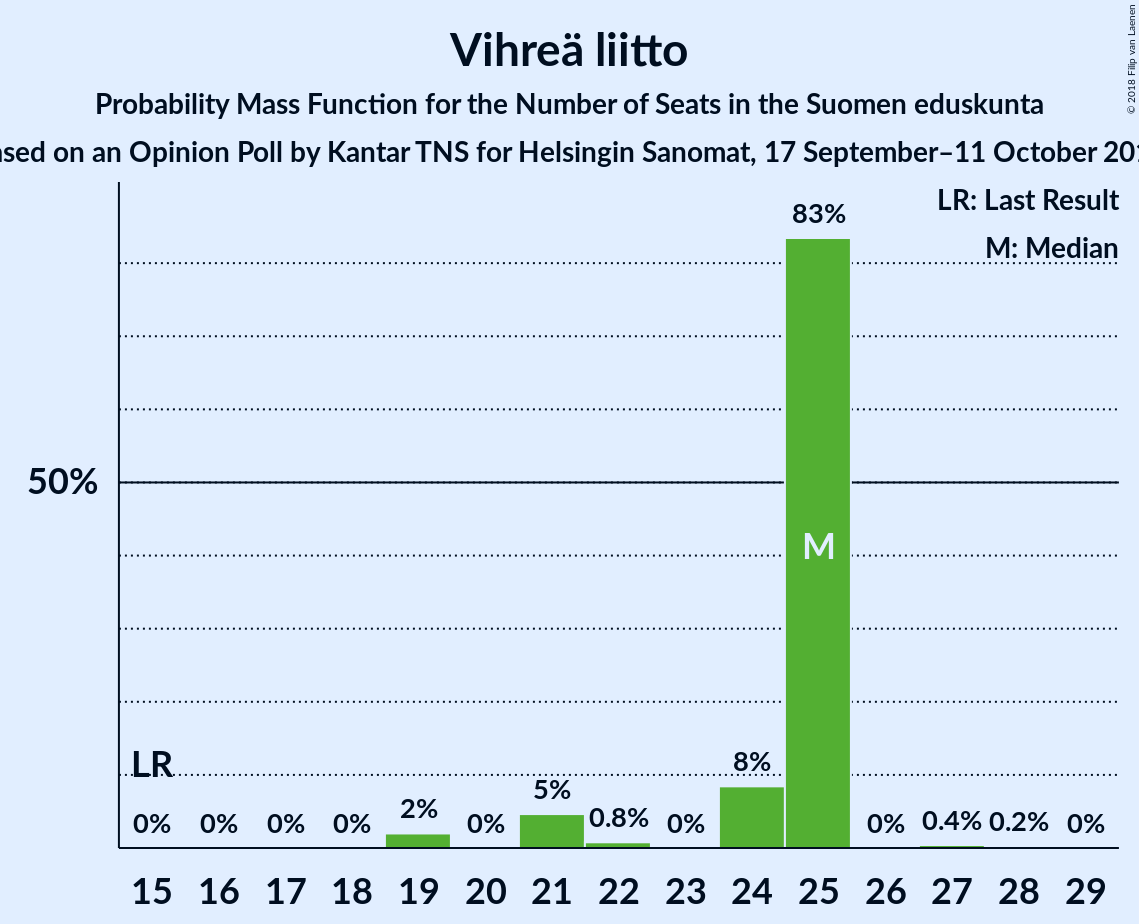 Vihreä liitto
Probability Mass Function for the Number of Seats in the Suomen eduskunta
on an Opinion Poll by Kantar TNS for Helsingin Sanomat, 17 September–11 October
© 2018 Filip van Laenen
LR: Last Result
M: Median
83%
50%
M
LR
0% 0% 0% 0% 2% 0% 5% 0.8% 0% 8% 0% 0.4% 0.2% 0%
15 16 17 18 19 20 21 22 23 24 25 26 27 28 29